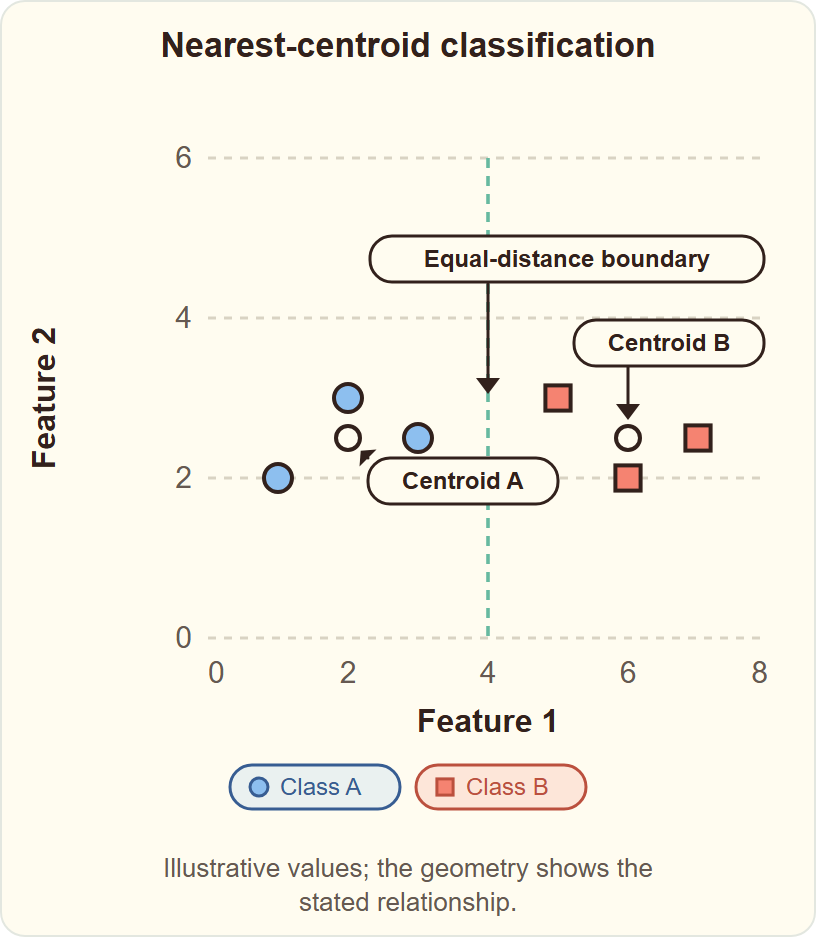 Nearest-centroid classification
6
Equal-distance boundary
4
Centroid B
Feature 2
Centroid A
2
0
0 2 4 6 8
Feature 1
Class A Class B
Illustrative values; the geometry shows the
stated relationship.